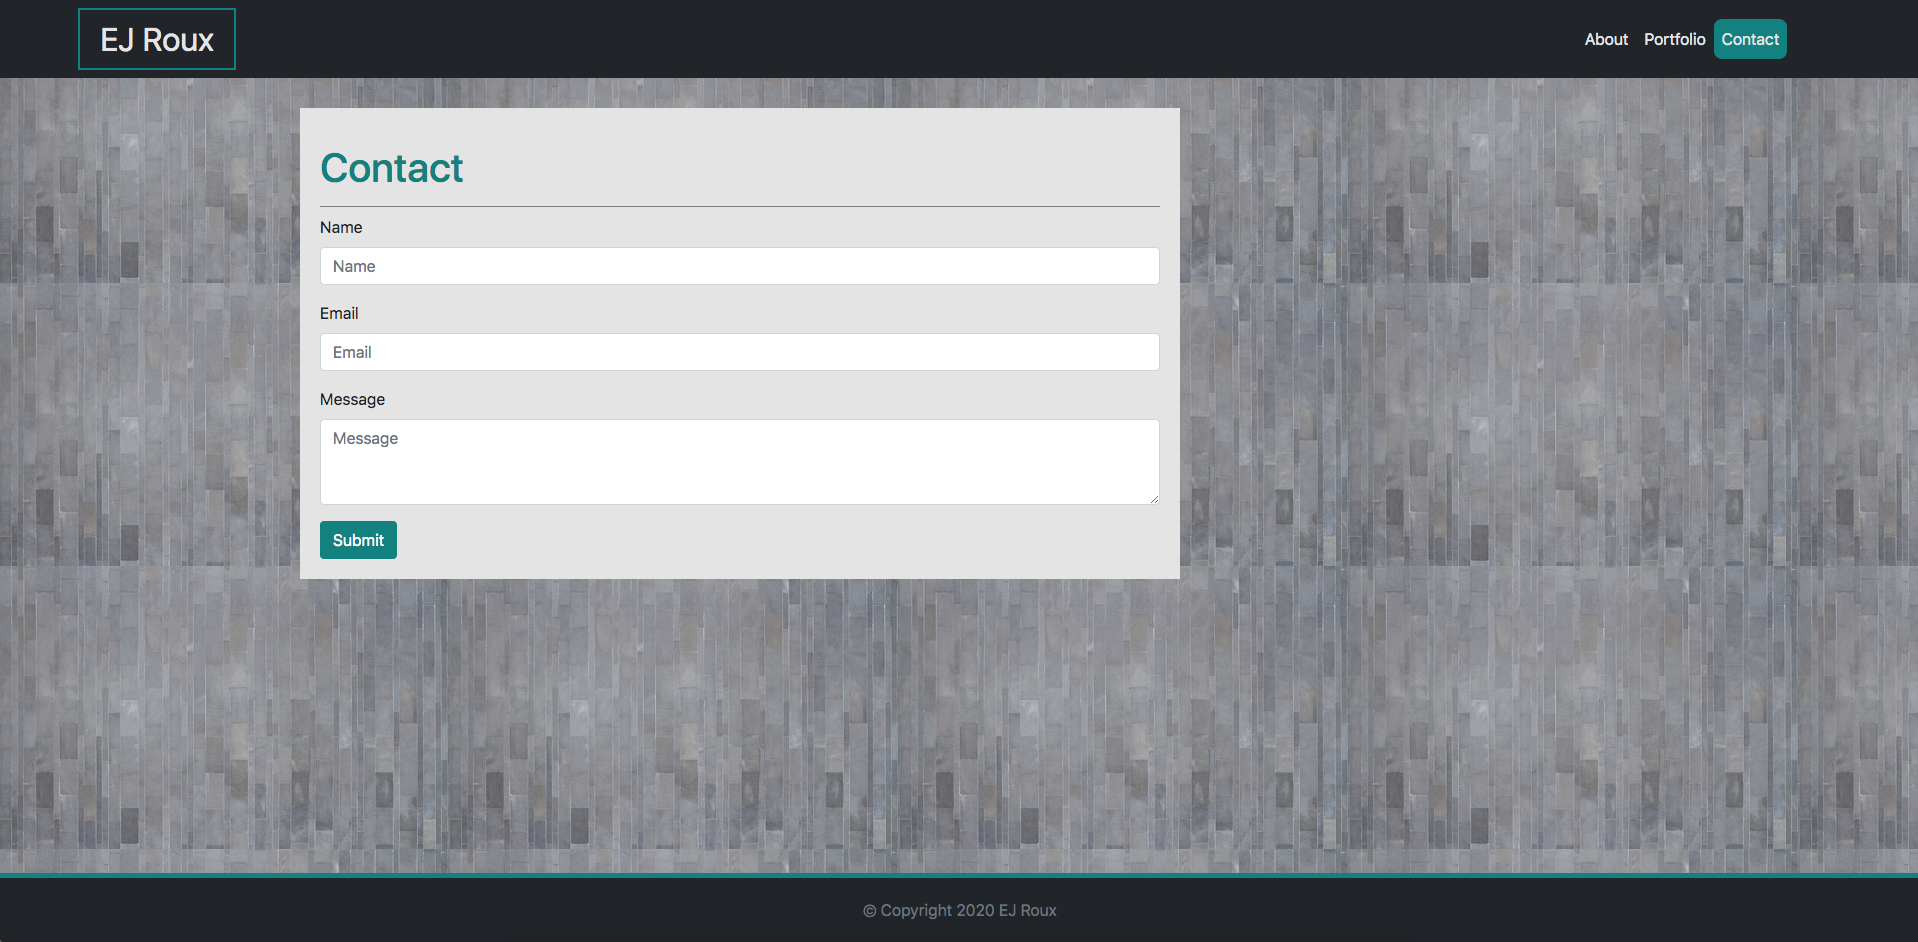 EJ Roux
About Portfolio Contact
Contact
Name
Name
Email
Email
Message
Message
Submit
© Copyright 2020 EJ Roux